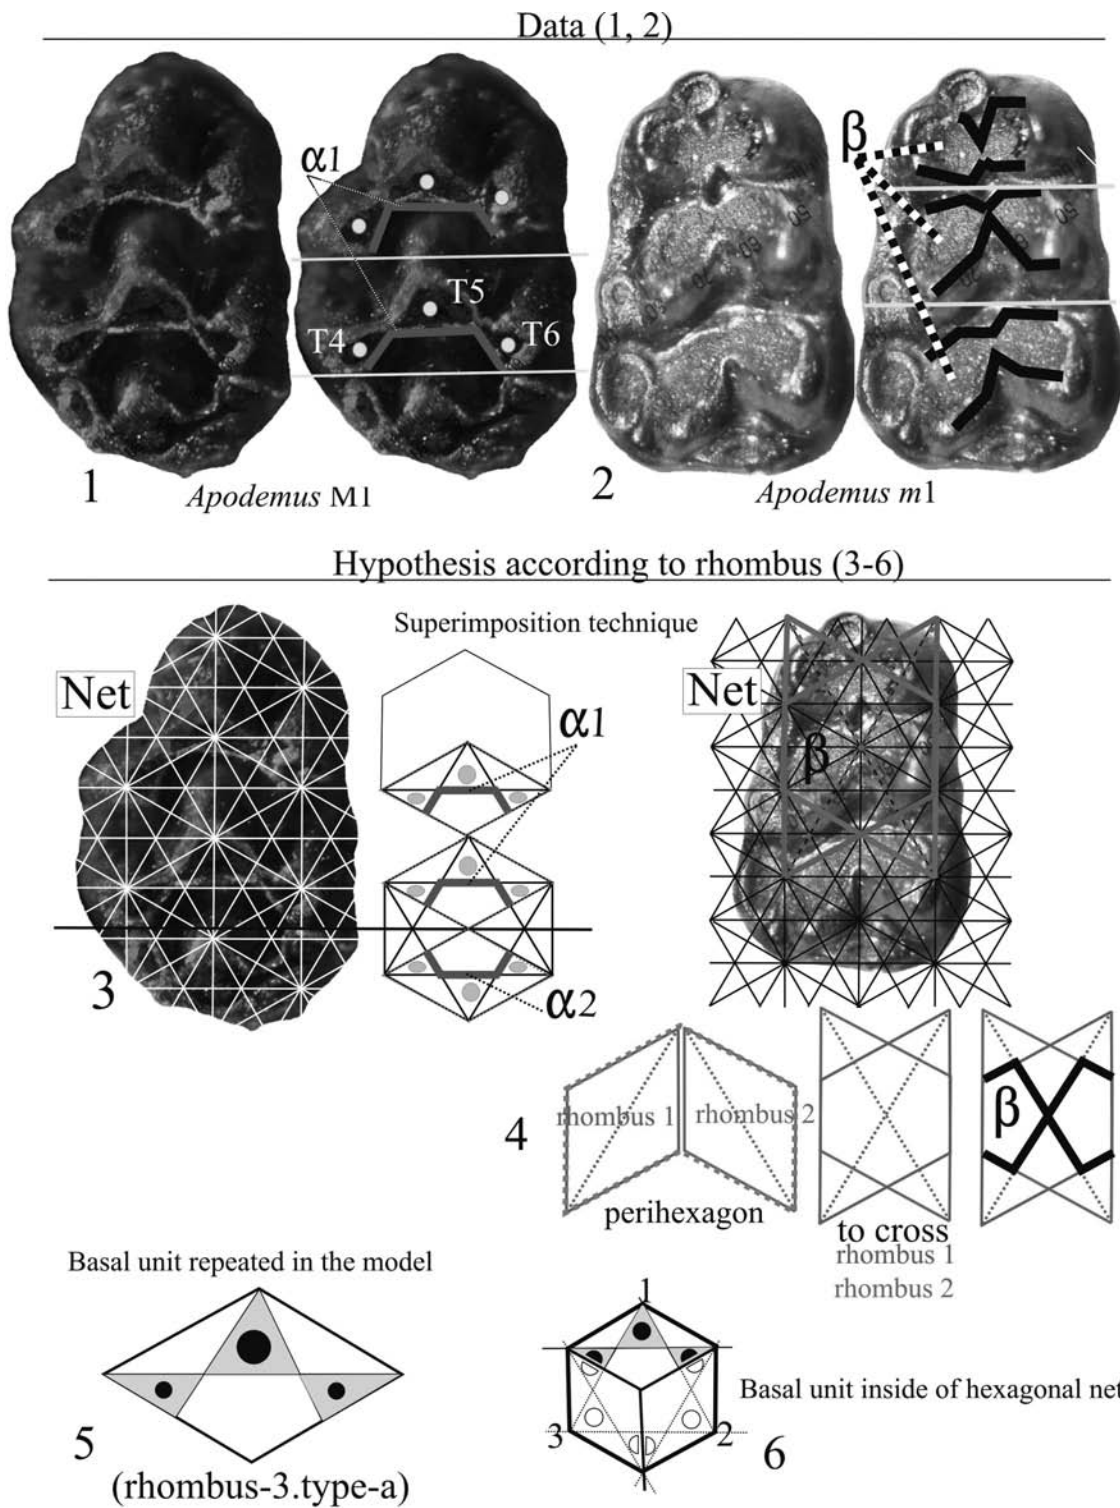 Data (1, 2)
α1
T5
T4
T6
β
1
Apodemus M1
2
Apodemus m1
Hypothesis according to rhombus (3-6)
Superimposition technique
Net
α1
Net
β
3
α2
4
rhombus 1
rhombus 2
β
perihexagon
to cross
rhombus 1
rhombus 2
Basal unit repeated in the model
1
Basal unit inside of hexagonal net
3
2
5
6
(rhombus-3.type-a)